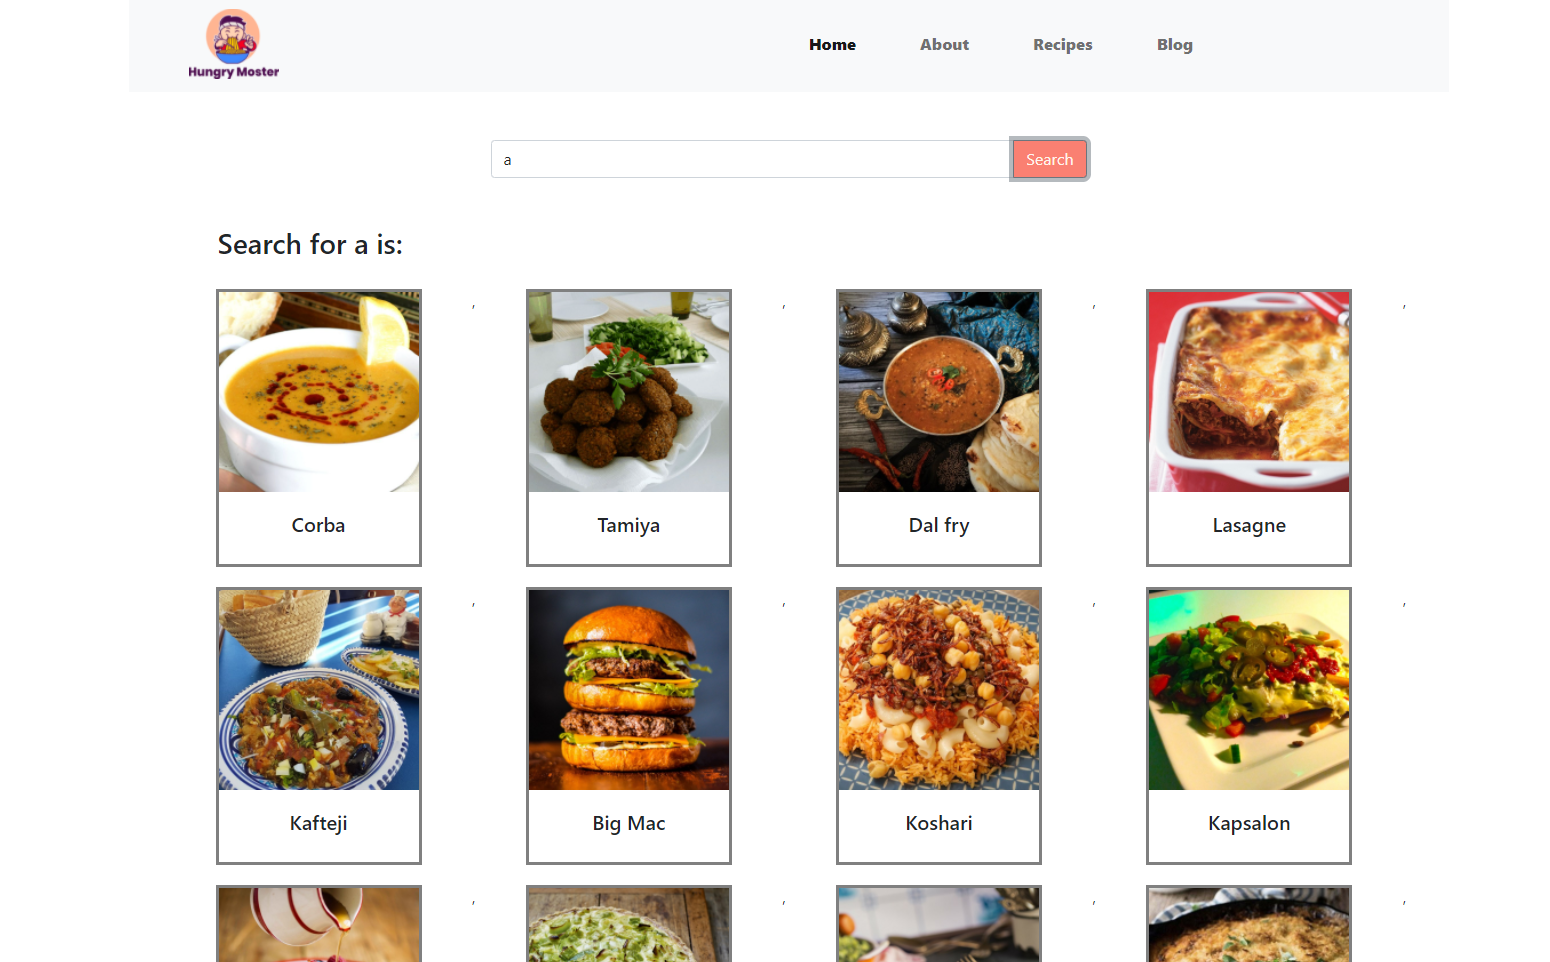 Hungry Moster
Home About Recipes Blog
a Search
Search for a is:
, , , ,
Corba Tamiya Dal fry Lasagne
, , , ,
Kafteji Big Mac Koshari Kapsalon
, , , ,